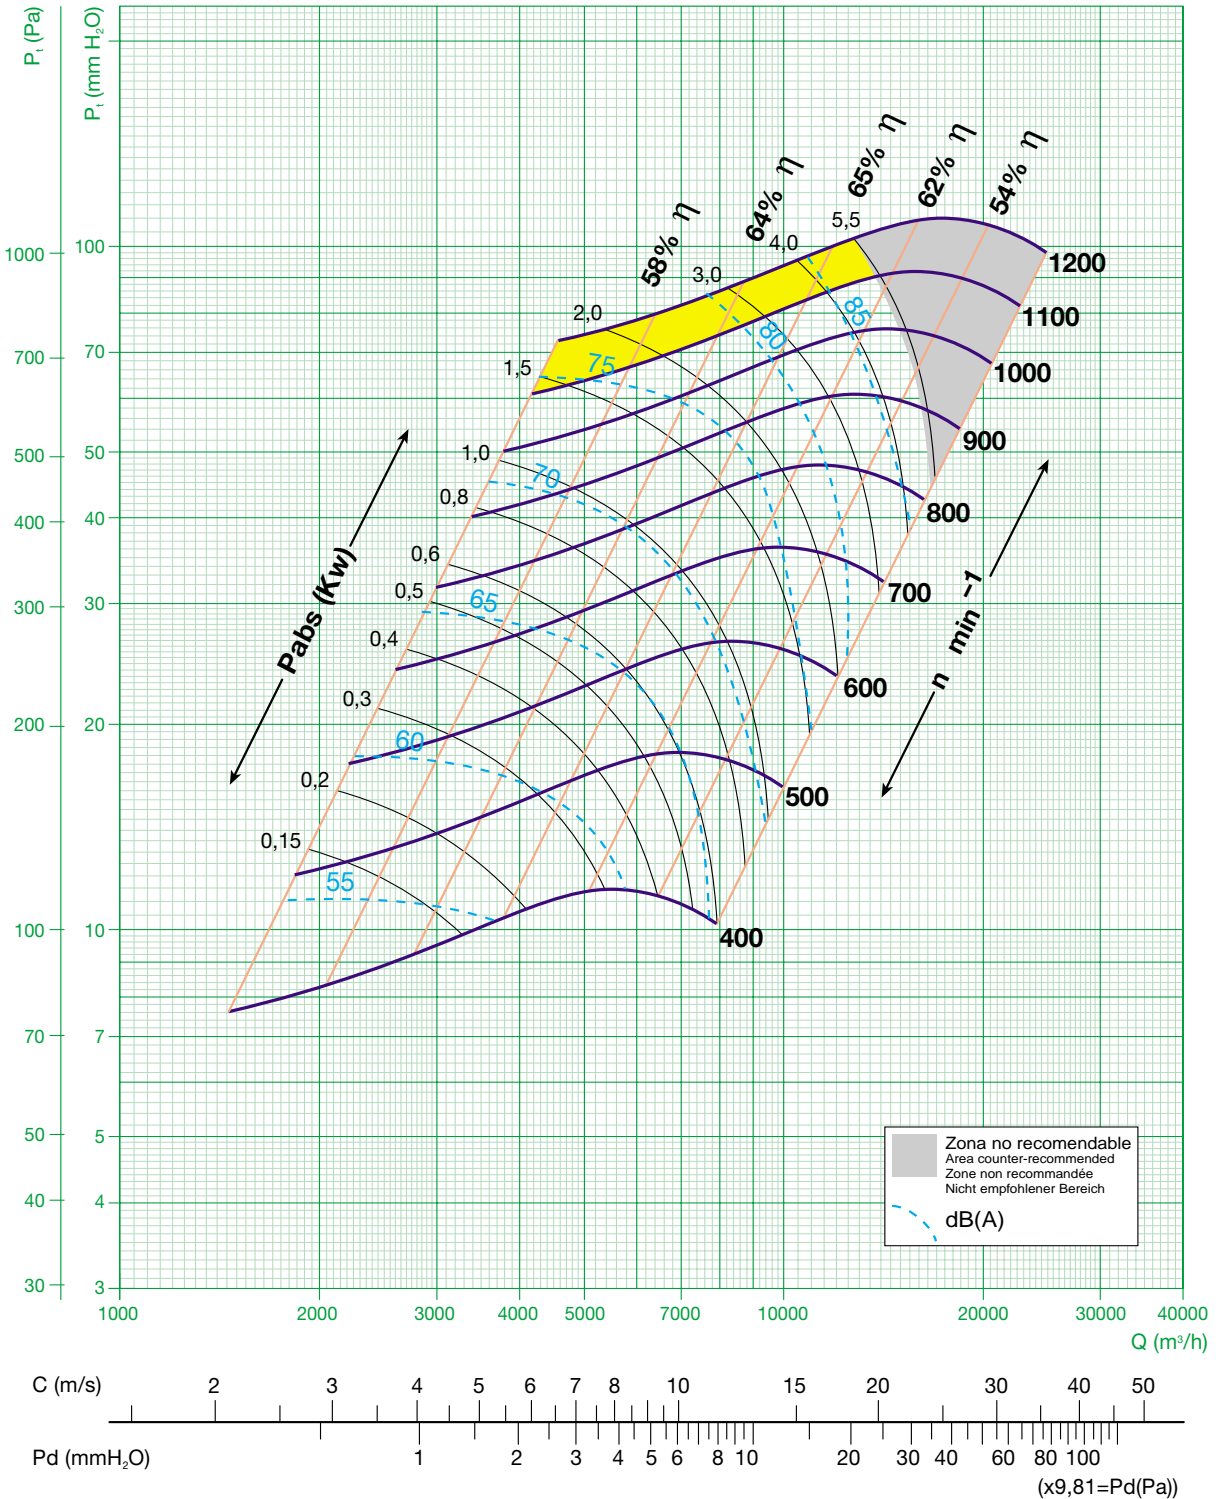 Pₜ (Pa)
Pₜ (mm H₂O)
58% η
64% η
65% η
62% η
54% η
1000
700
500
400
300
200
100
70
50
40
30
100
70
50
40
30
20
10
7
5
4
3
5,5
4,0
3,0
2,0
1,5
1,0
0,8
0,6
0,5
0,4
0,3
0,2
0,15
85
80
75
70
65
60
55
1200
1100
1000
900
800
700
600
500
400
Pabs (Kw)
n min -1
Zona no recomendable
Area counter-recommended
Zone non recommandée
Nicht empfohlener Bereich
dB(A)
1000 2000 3000 4000 5000 7000 10000 20000 30000 40000
Q (m³/h)
C (m/s) 2 3 4 5 6 7 8 10 15 20 30 40 50
Pd (mmH₂O) 1 2 3 4 5 6 8 10 20 30 40 60 80 100
(x9,81=Pd(Pa))